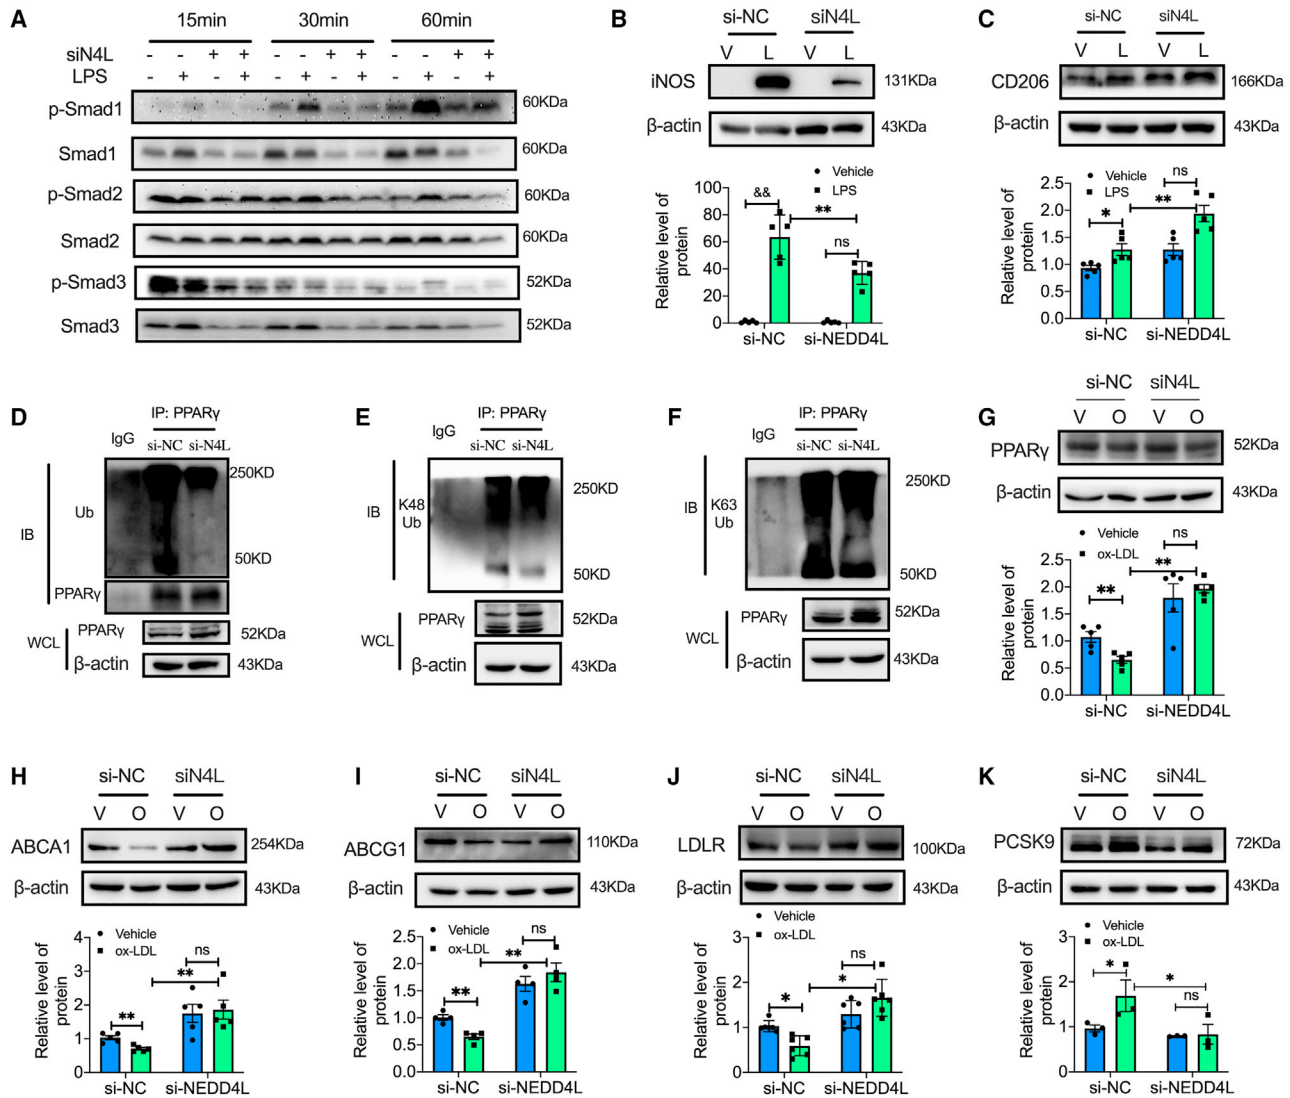 A
15min 30min 60min
siN4L - - + + - - + + - - + +
LPS - + - + - + - + - + - +
p-Smad1 60KDa
Smad1 60KDa
p-Smad2 60KDa
Smad2 60KDa
p-Smad3 52KDa
Smad3 52KDa
B
si-NC siN4L
V L V L
iNOS 131KDa
β-actin 43KDa
Vehicle
LPS
Relative level of
protein
100
80
60
40
20
0
&&
**
ns
si-NC si-NEDD4L
C
si-NC siN4L
V L V L
CD206 166KDa
β-actin 43KDa
Vehicle
LPS
Relative level of
protein
2.5
2.0
1.5
1.0
0.5
0.0
*
**
ns
si-NC si-NEDD4L
D
IP: PPARγ
IgG
si-NC si-N4L
IB
Ub
250KD
50KD
PPARγ
WCL
PPARγ 52KDa
β-actin 43KDa
E
IP: PPARγ
IgG
si-NC si-N4L
IB
K48
Ub
250KD
50KD
WCL
PPARγ 52KDa
β-actin 43KDa
F
IP: PPARγ
IgG
si-NC si-N4L
IB
K63
Ub
250KD
50KD
WCL
PPARγ 52KDa
β-actin 43KDa
G
si-NC siN4L
V O V O
PPARγ 52KDa
β-actin 43KDa
Vehicle
ox-LDL
Relative level of
protein
2.5
2.0
1.5
1.0
0.5
0.0
**
**
ns
si-NC si-NEDD4L
H
si-NC siN4L
V O V O
ABCA1 254KDa
β-actin 43KDa
Vehicle
ox-LDL
Relative level of
protein
4
3
2
1
0
**
**
ns
si-NC si-NEDD4L
I
si-NC siN4L
V O V O
ABCG1 110KDa
β-actin 43KDa
Vehicle
ox-LDL
Relative level of
protein
2.5
2.0
1.5
1.0
0.5
0.0
**
**
ns
si-NC si-NEDD4L
J
si-NC siN4L
V O V O
LDLR 100KDa
β-actin 43KDa
Vehicle
ox-LDL
Relative level of
protein
3
2
1
0
*
*
ns
si-NC si-NEDD4L
K
si-NC siN4L
V O V O
PCSK9 72KDa
β-actin 43KDa
Vehicle
ox-LDL
Relative level of
protein
3
2
1
0
*
*
ns
si-NC si-NEDD4L